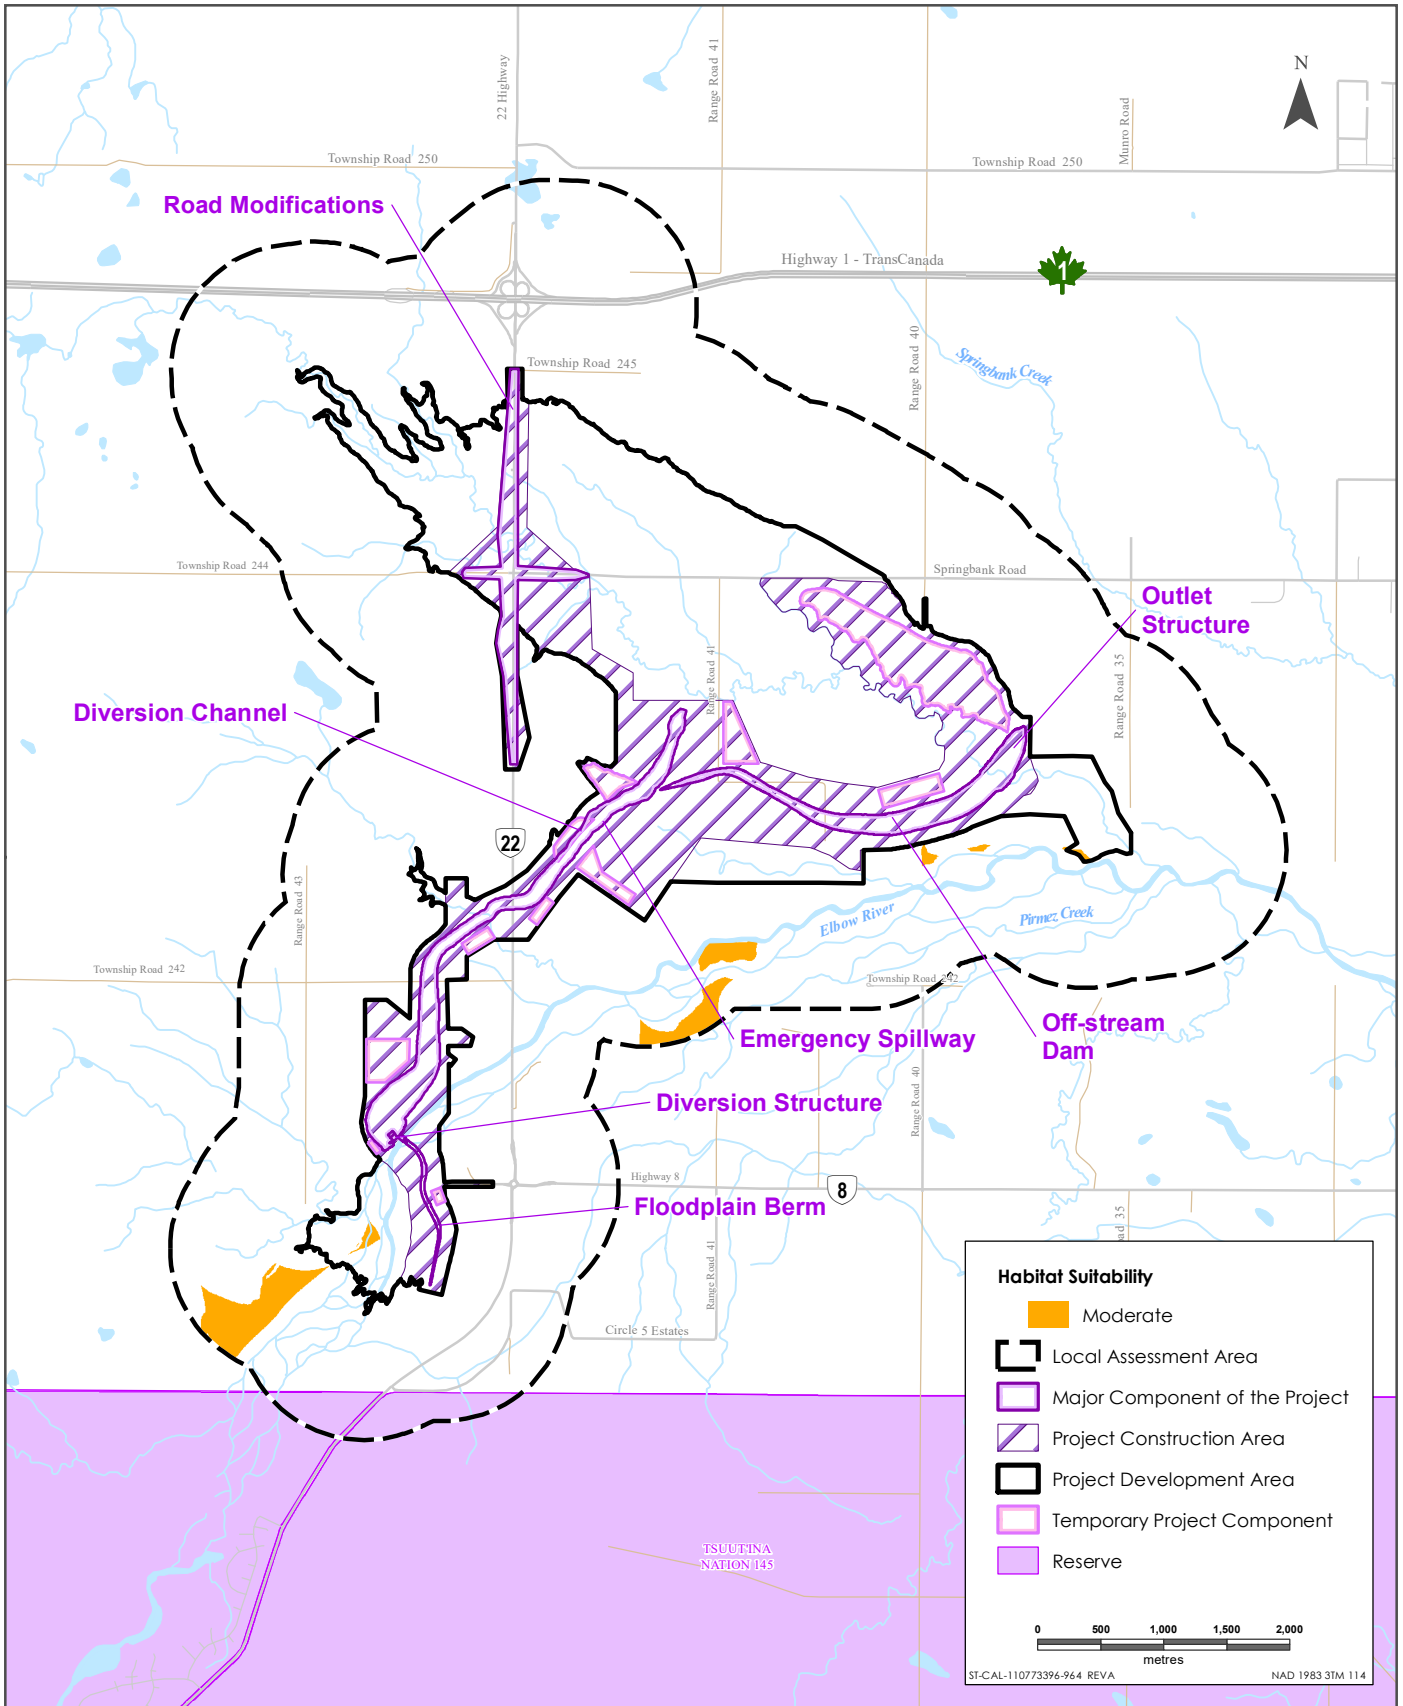 22 Highway
Range Road 41
Munro Road
N
Township Road 250
Township Road 250
Road Modifications
Highway 1 - TransCanada
1
Range Road 40
Springbank Creek
Township Road 245
Township Road 244
Springbank Road
Outlet
Structure
Range Road 41
Range Road 35
Diversion Channel
22
Range Road 43
Elbow River
Pirmez Creek
Township Road 242
Township Road 242
Emergency Spillway
Off-stream
Dam
Range Road 40
Diversion Structure
Highway 8
8
Floodplain Berm
Range Road 41
35
Circle 5 Estates
TSUUT'INA
NATION 145
Habitat Suitability
Moderate
Local Assessment Area
Major Component of the Project
Project Construction Area
Project Development Area
Temporary Project Component
Reserve
0 500 1,000 1,500 2,000
metres
ST-CAL-110773396-964 REVA
NAD 1983 3TM 114